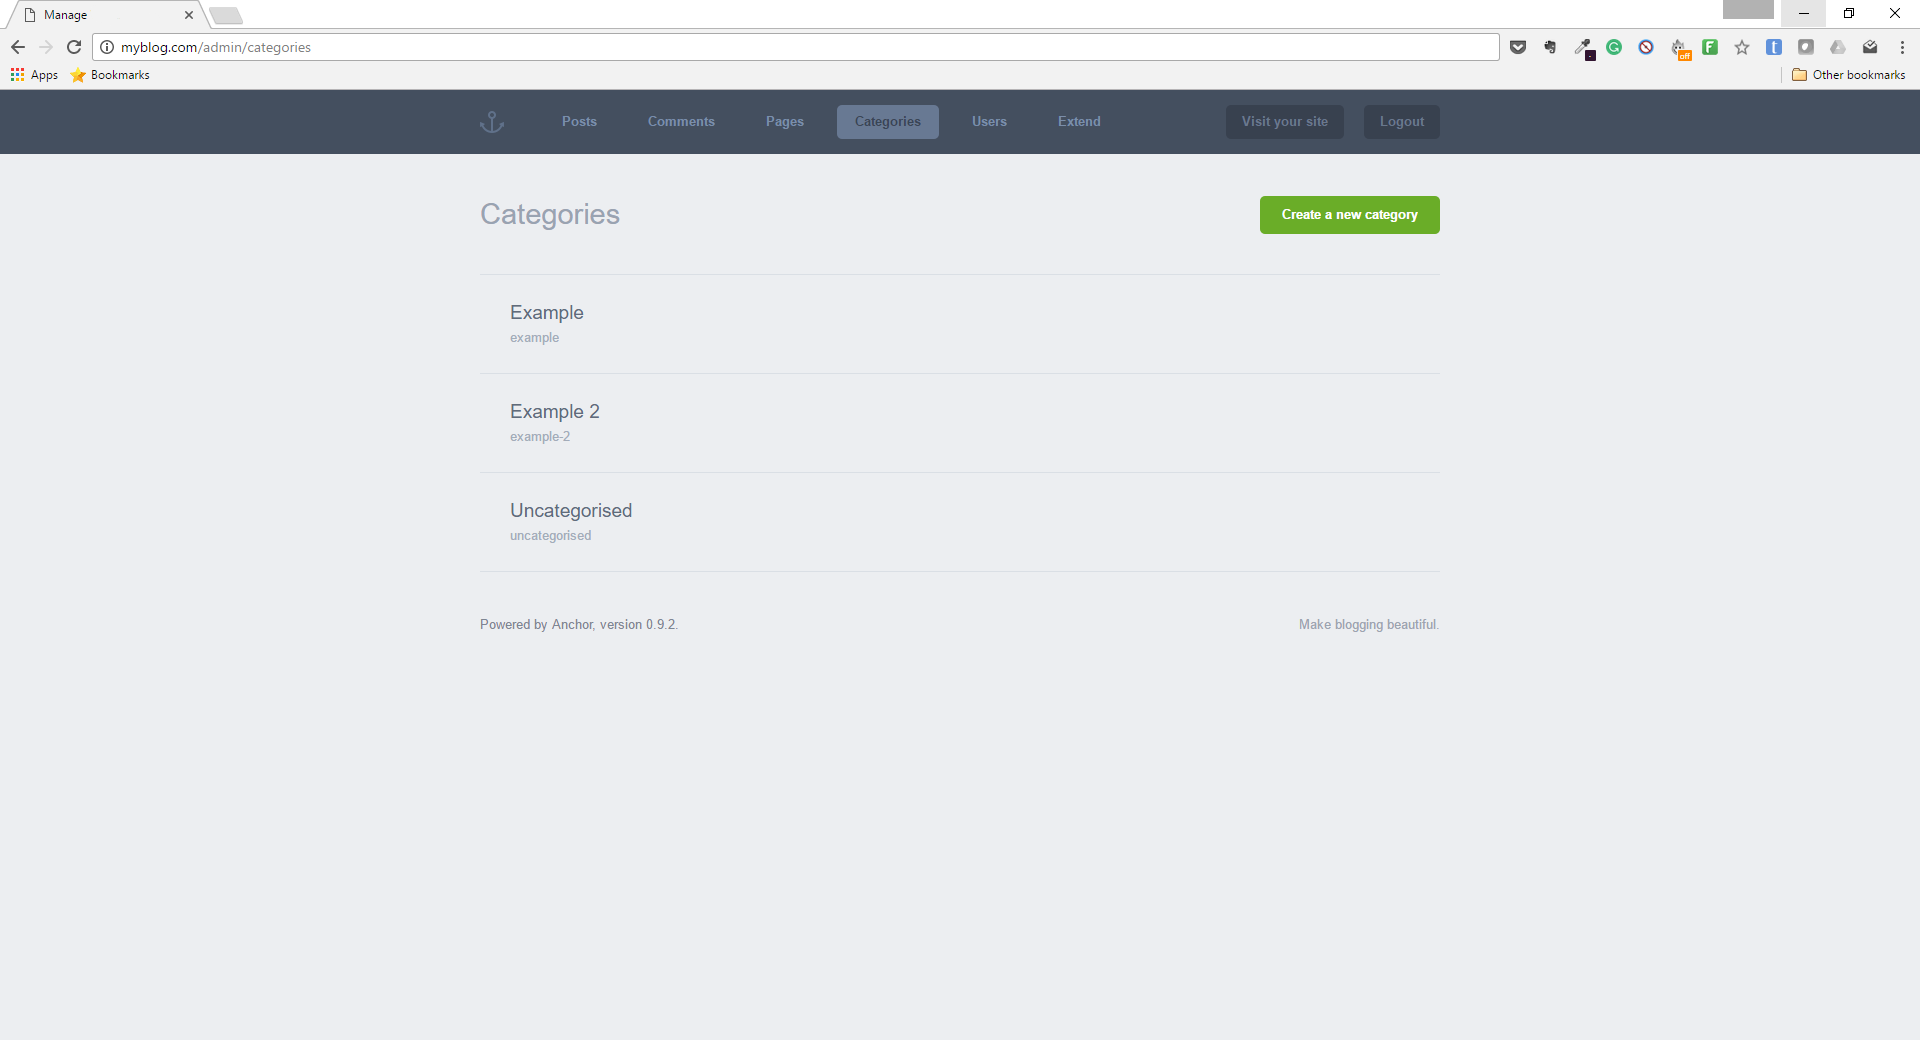 Manage
myblog.com/admin/categories
off
Apps Bookmarks Other bookmarks
Posts Comments Pages Categories Users Extend Visit your site Logout
Categories
Create a new category
Example
example
Example 2
example-2
Uncategorised
uncategorised
Powered by Anchor, version 0.9.2.
Make blogging beautiful.